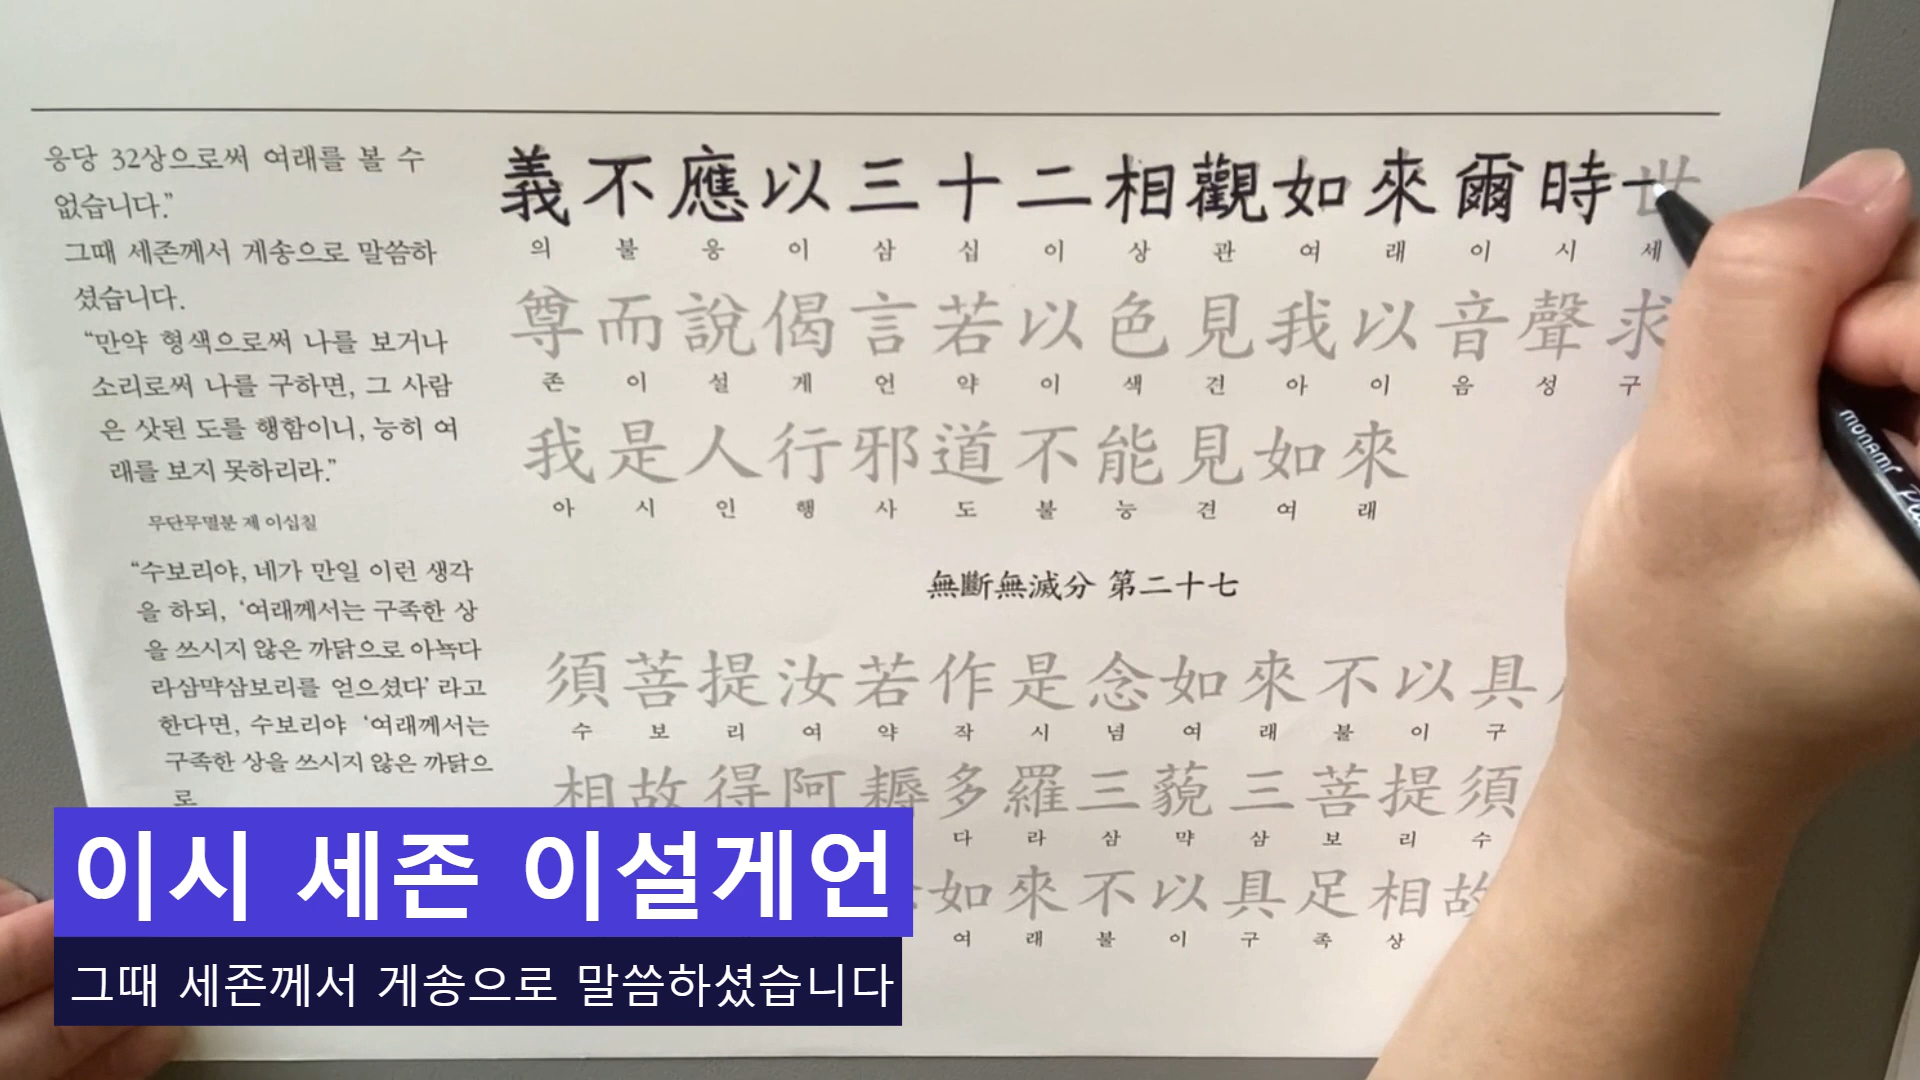 응당 32상으로써 여래를 볼 수
없습니다.”
그때 세존께서 게송으로 말씀하
셨습니다.
“만약 형색으로써 나를 보거나
소리로써 나를 구하면, 그 사람
은 삿된 도를 행함이니, 능히 여
래를 보지 못하리라.”
무단무멸분 제 이십칠
“수보리야, 네가 만일 이런 생각
을 하되, ‘여래께서는 구족한 상
을 쓰시지 않은 까닭으로 아뇩다
라삼먁삼보리를 얻으셨다’ 라고
한다면, 수보리야 ‘여래께서는
구족한 상을 쓰시지 않은 까닭으
로
義不應以三十二相觀如來爾時世
의 불 응 이 삼 십 이 상 관 여 래 이 시 세
尊而說偈言若以色見我以音聲求
존 이 설 게 언 약 이 색 견 아 이 음 성 구
我是人行邪道不能見如來
아 시 인 행 사 도 불 능 견 여 래
無斷無滅分 第二十七
須菩提汝若作是念如來不以具
수 보 리 여 약 작 시 념 여 래 불 이 구
相故得阿耨多羅三藐三菩提須
다 라 삼 먁 삼 보 리 수
如來不以具足相故
여 래 불 이 구 족 상
monami Plu
이시 세존 이설게언
그때 세존께서 게송으로 말씀하셨습니다